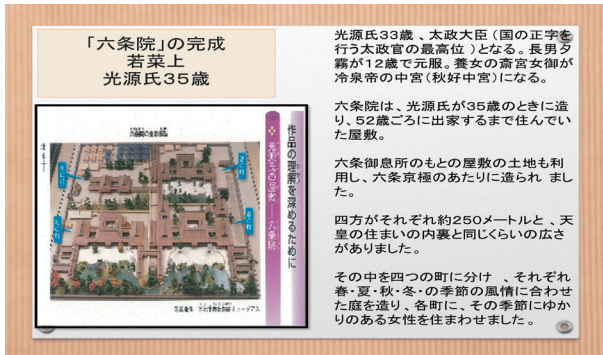 「六条院」の完成
若菜上
光源氏35歳
作品の理解を深めるために
光源氏33歳 、太政大臣 (国の正字を
行う太政官の最高位 )となる。長男夕
霧が12歳で元服。養女の斎宮女御が
冷泉帝の中宮(秋好中宮)になる。
六条院は、光源氏が35歳のときに造
り、52歳ごろに出家するまで住んでい
た屋敷。
六条御息所のもとの屋敷の土地も利
用し、六条京極のあたりに造られ まし
た。
四方がそれぞれ約250メートルと 、天
皇の住まいの内裏と同じくらいの広さ
がありました。
その中を四つの町に分け 、それぞれ
春・夏・秋・冬・の季節の風情に合わせ
た庭を造り、各町に、その季節にゆか
りのある女性を住まわせました。